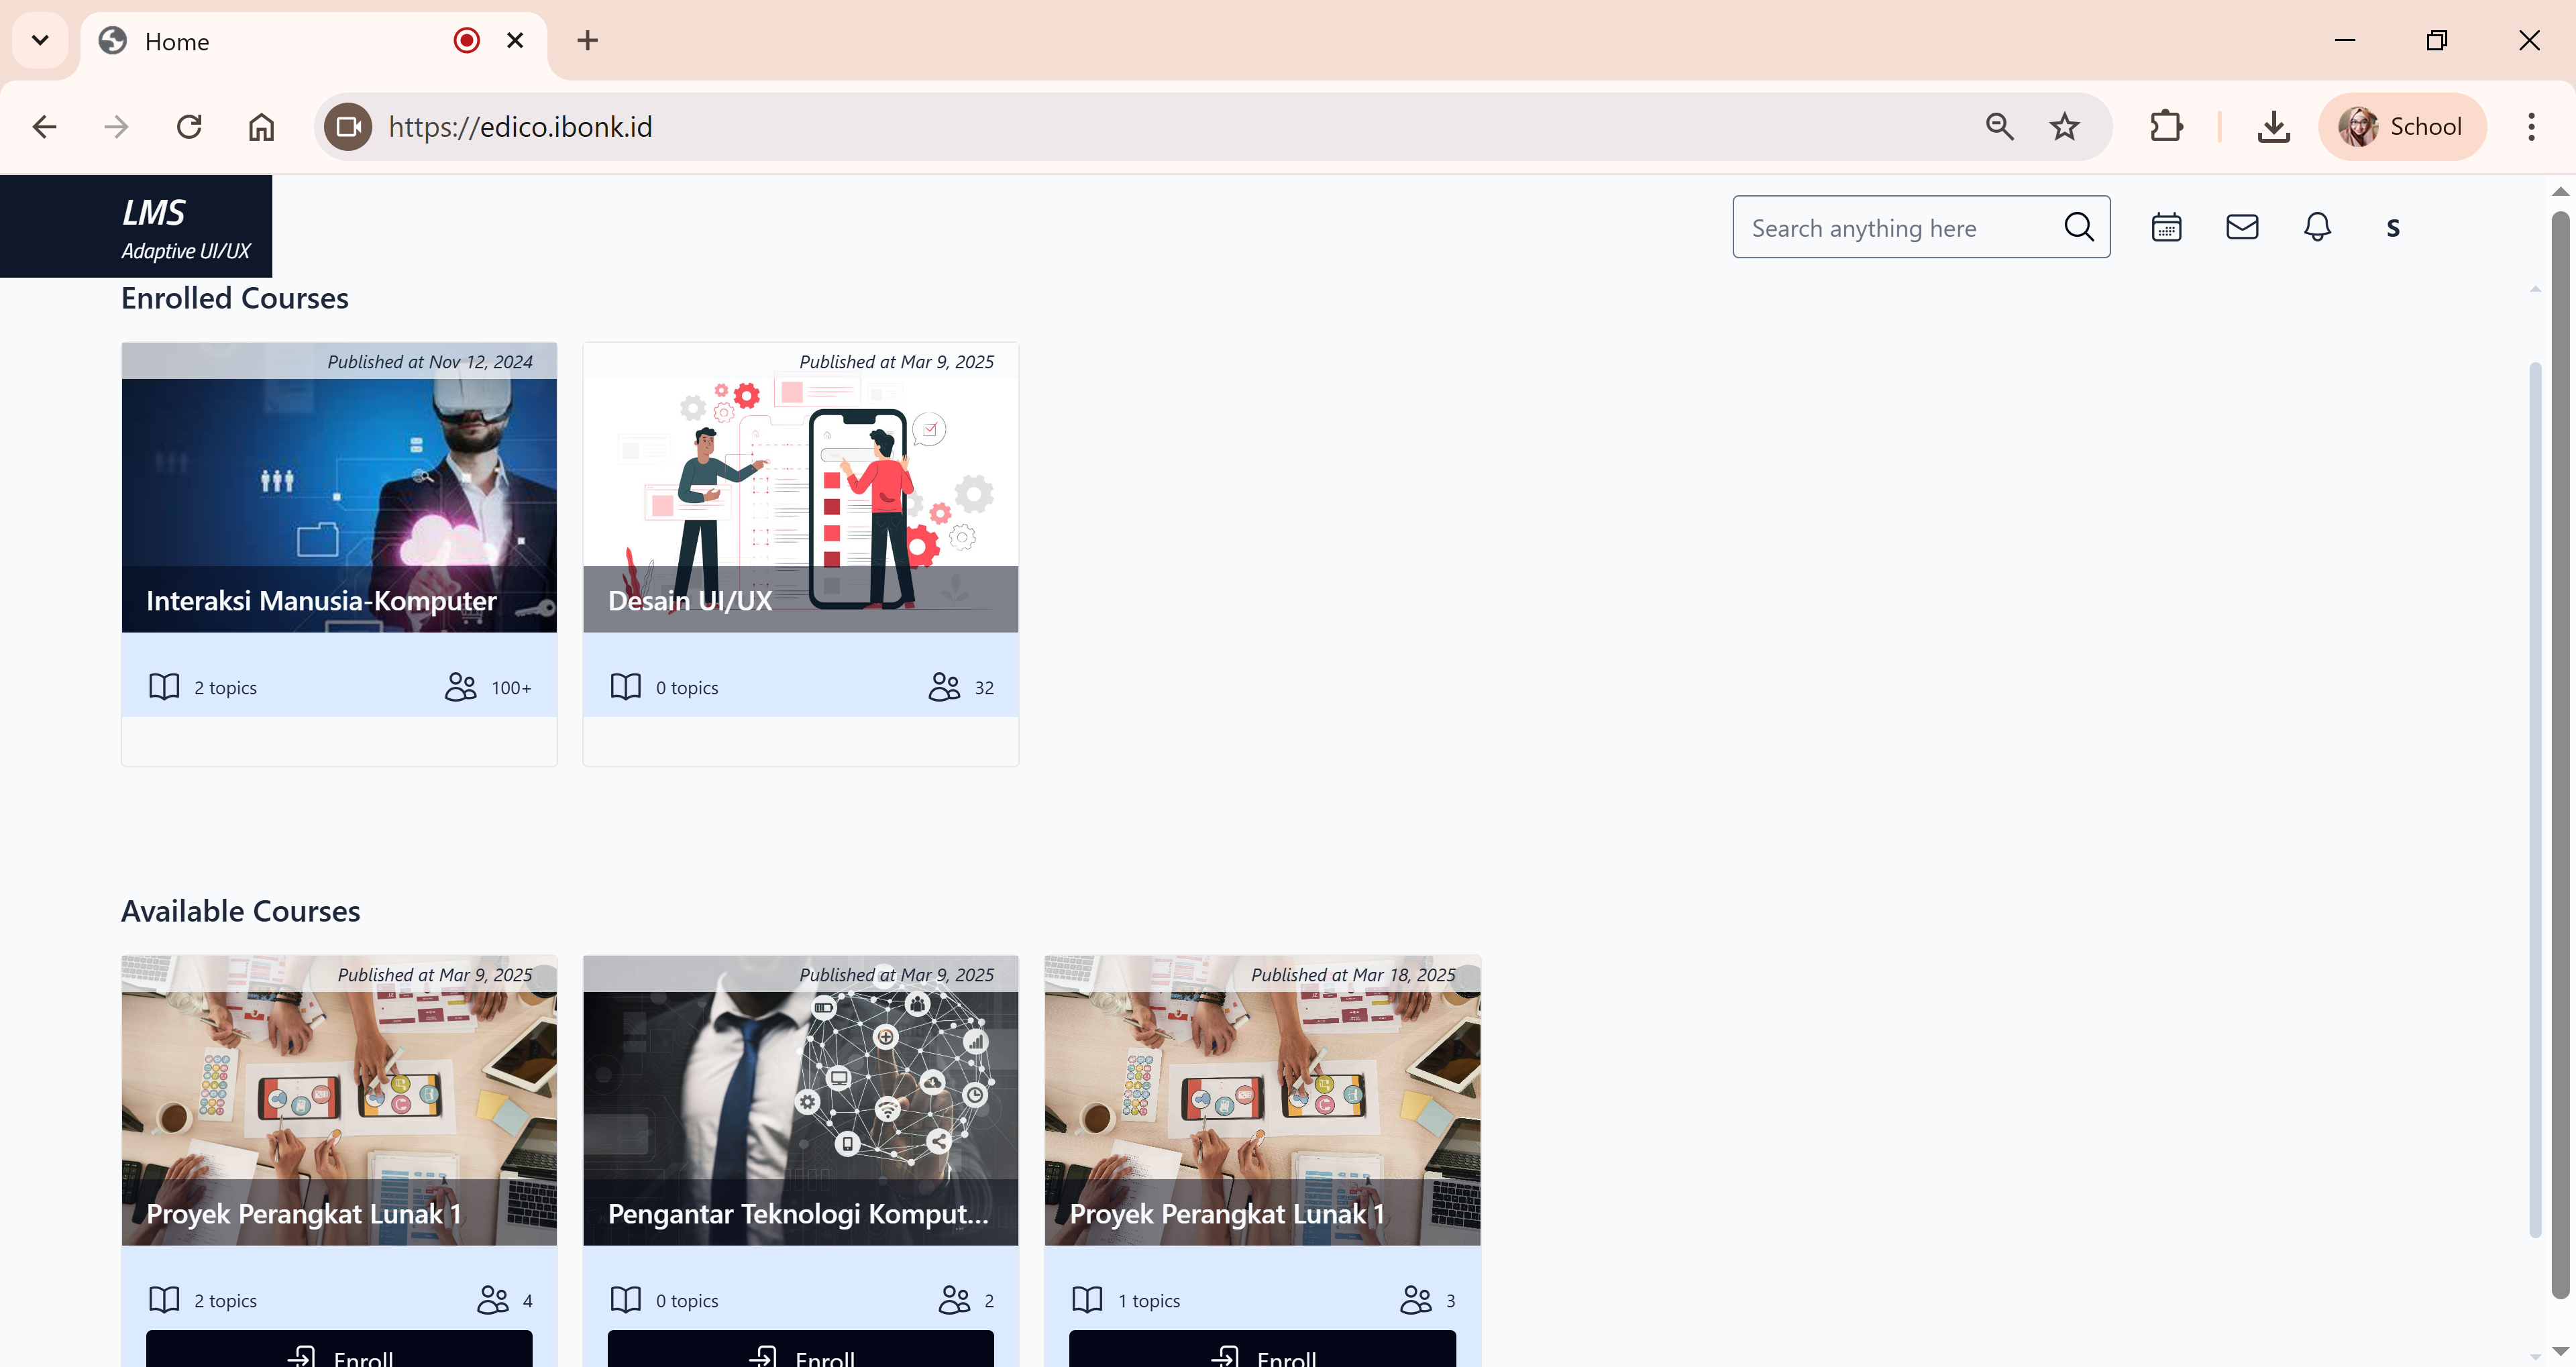 Home
https://edico.ibonk.id
School
LMS
Adaptive UI/UX
Search anything here
S
Enrolled Courses
Published at Nov 12, 2024
Published at Mar 9, 2025
Interaksi Manusia-Komputer
Desain UI/UX
2 topics
100+
0 topics
32
Available Courses
Published at Mar 9, 2025
Published at Mar 9, 2025
Published at Mar 18, 2025
Proyek Perangkat Lunak 1
Pengantar Teknologi Komput...
Proyek Perangkat Lunak 1
2 topics
4
0 topics
2
1 topics
3
Enroll
Enroll
Enroll